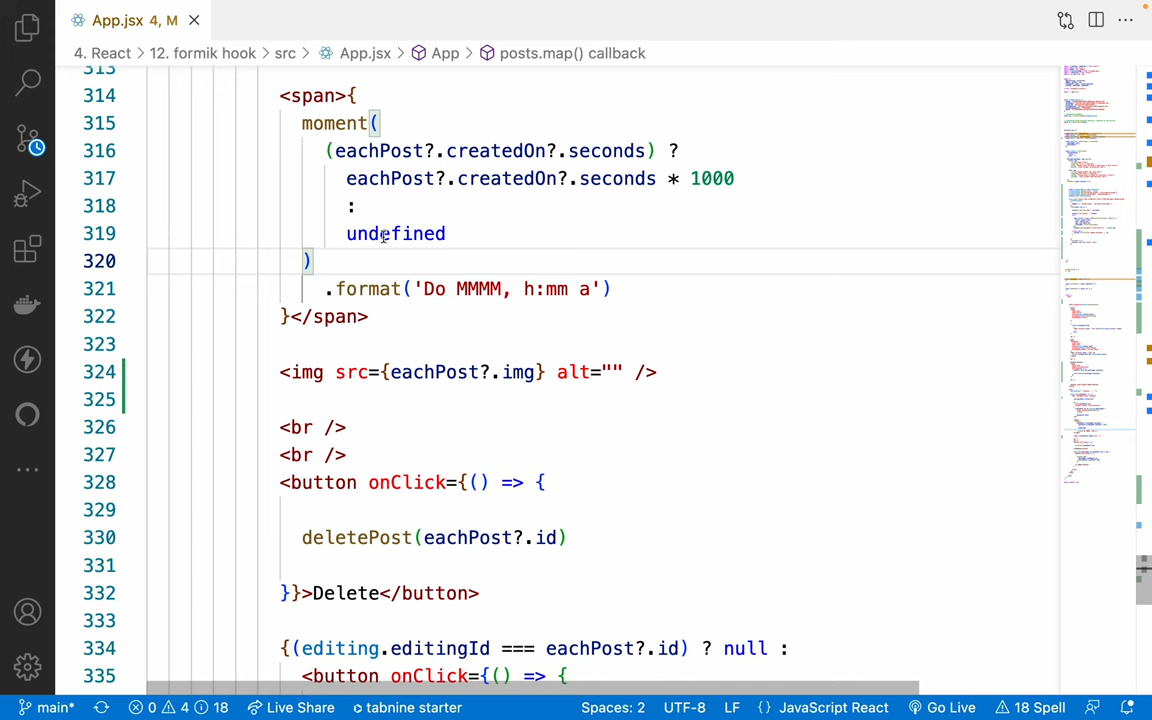 App.jsx 4, M
4. React > 12. formik hook > src > App.jsx > App > posts.map() callback
313
314 <span>{
315 moment(
316 (eachPost?.createdOn?.seconds) ?
317 eachPost?.createdOn?.seconds * 1000
318 :
319 undefined
320 )
321 .format('Do MMMM, h:mm a')
322 }</span>
323
324 <img src={eachPost?.img} alt="" />
325
326 <br />
327 <br />
328 <button onClick={() => {
329
330 deletePost(eachPost?.id)
331
332 }}>Delete</button>
333
334 {(editing.editingId === eachPost?.id) ? null :
335 <button onClick={() => {
main* 0 4 18 Live Share tabnine starter Spaces: 2 UTF-8 LF {} JavaScript React Go Live 18 Spell